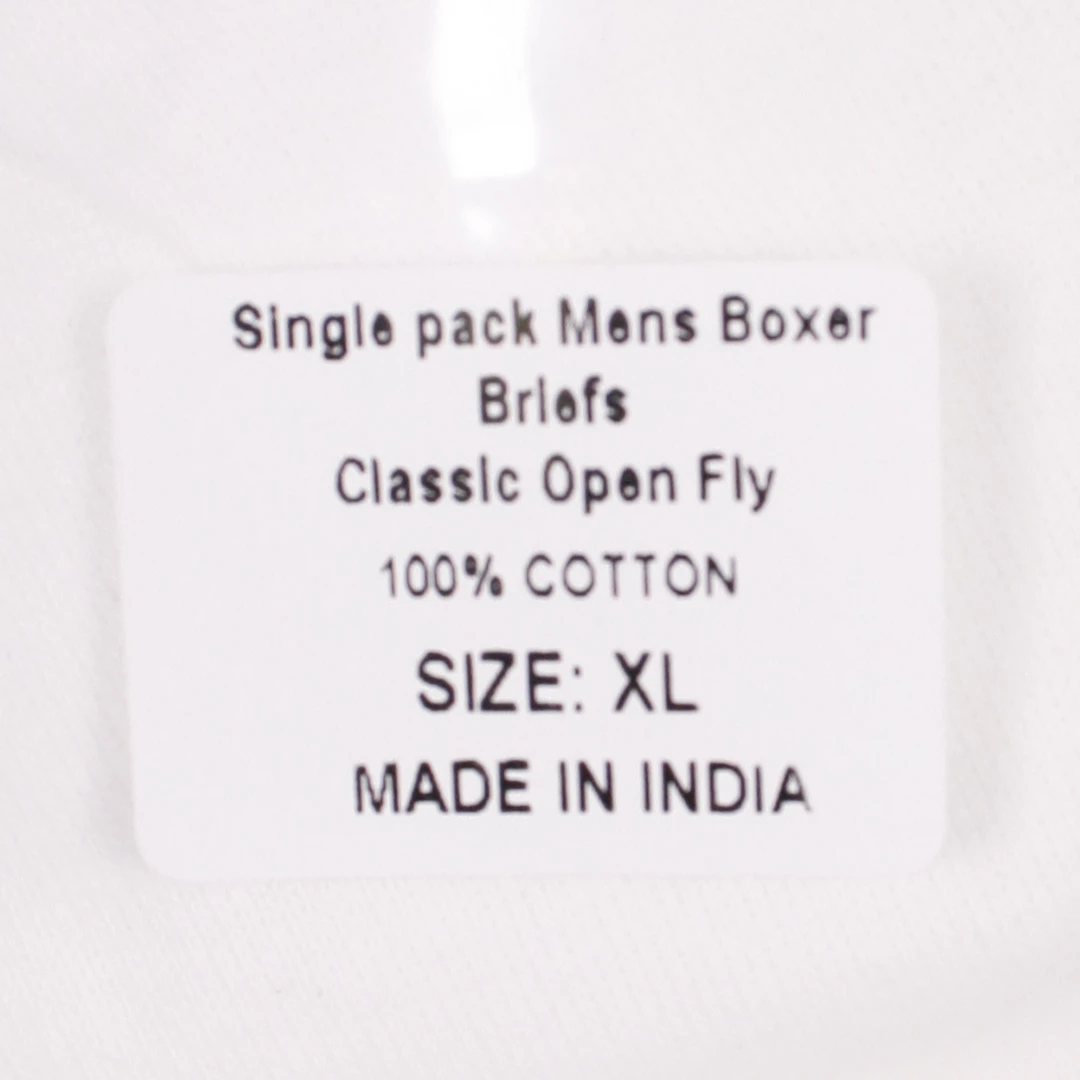 Single pack Mens Boxer
Briefs
Classic Open Fly
100% COTTON
SIZE: XL
MADE IN INDIA